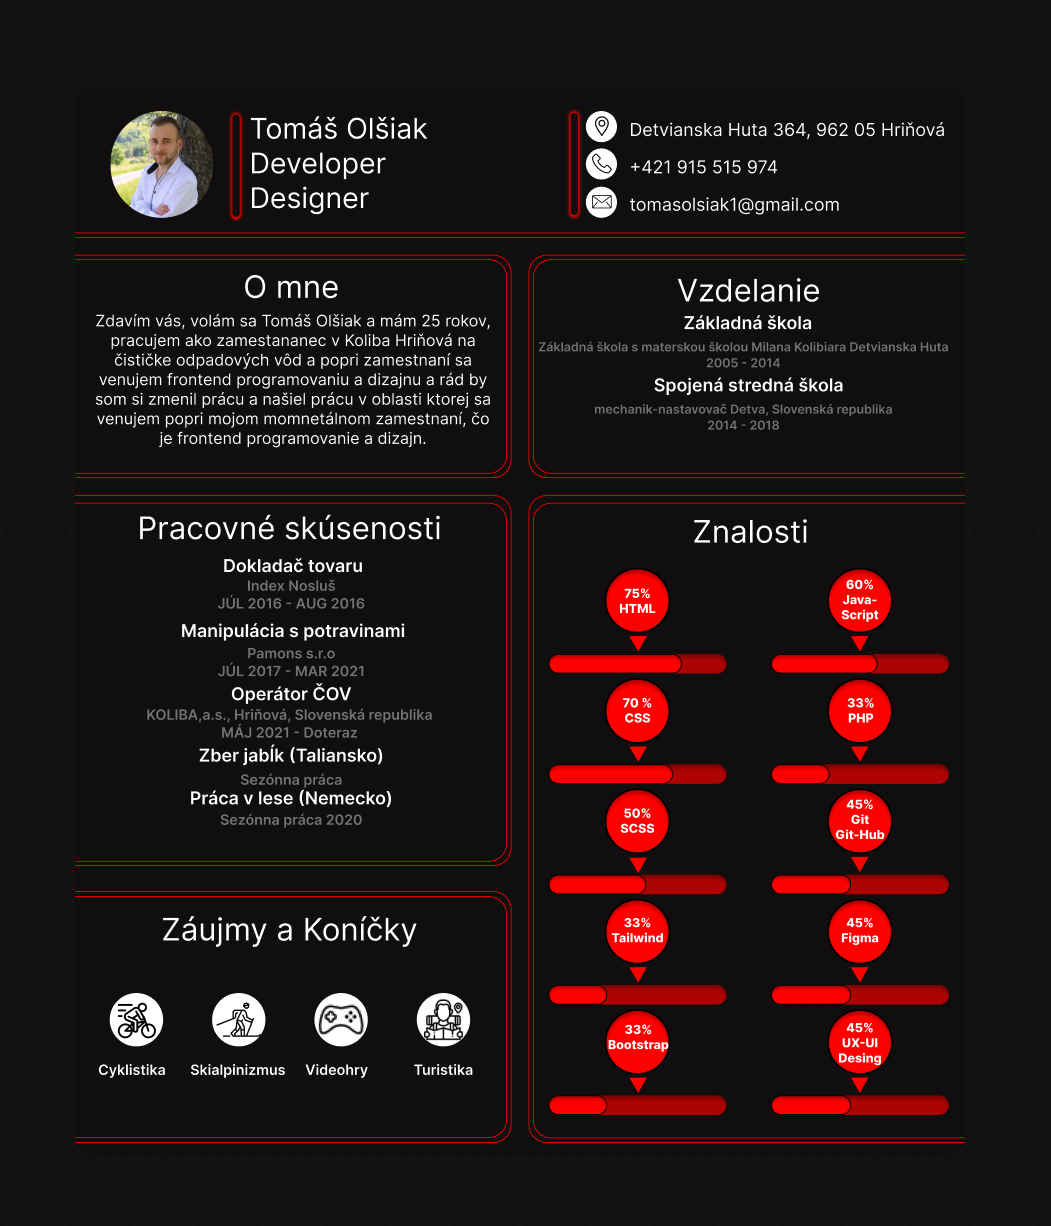 Tomáš Olšiak
Developer
Designer
Detvianska Huta 364, 962 05 Hriňová
+421 915 515 974
tomasolsiak1@gmail.com
O mne
Zdavím vás, volám sa Tomáš Olšiak a mám 25 rokov,
pracujem ako zamestananec v Koliba Hriňová na
čističke odpadových vôd a popri zamestnaní sa
venujem frontend programovaniu a dizajnu a rád by
som si zmenil prácu a našiel prácu v oblasti ktorej sa
venujem popri mojom momnetálnom zamestnaní, čo
je frontend programovanie a dizajn.
Vzdelanie
Základná škola
Základná škola s materskou školou Milana Kolibiara Detvianska Huta
2005 - 2014
Spojená stredná škola
mechanik-nastavovač Detva, Slovenská republika
2014 - 2018
Pracovné skúsenosti
Dokladač tovaru
Index Nosluš
JÚL 2016 - AUG 2016
Manipulácia s potravinami
Pamons s.r.o
JÚL 2017 - MAR 2021
Operátor ČOV
KOLIBA,a.s., Hriňová, Slovenská republika
MÁJ 2021 - Doteraz
Zber jabĺk (Taliansko)
Sezónna práca
Práca v lese (Nemecko)
Sezónna práca 2020
Znalosti
75%
HTML
60%
Java-
Script
70 %
CSS
33%
PHP
50%
SCSS
45%
Git
Git-Hub
33%
Tailwind
45%
Figma
33%
Bootstrap
45%
UX-UI
Desing
Záujmy a Koníčky
Cyklistika
Skialpinizmus
Videohry
Turistika